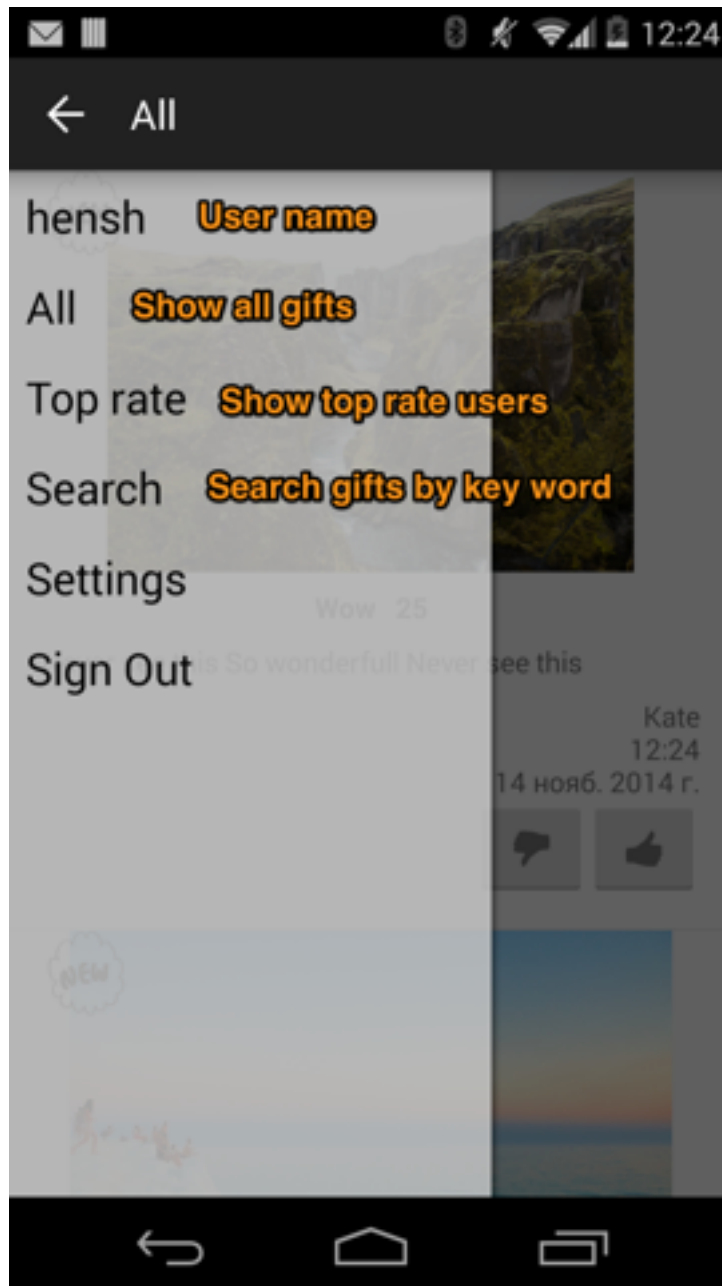 12:24
All
hensh User name
All Show all gifts
Top rate Show top rate users
Search Search gifts by key word
Settings
Wow 25
Sign Out
this So wonderfull Never see this
Kate
12:24
14 нояб. 2014 г.
NEW